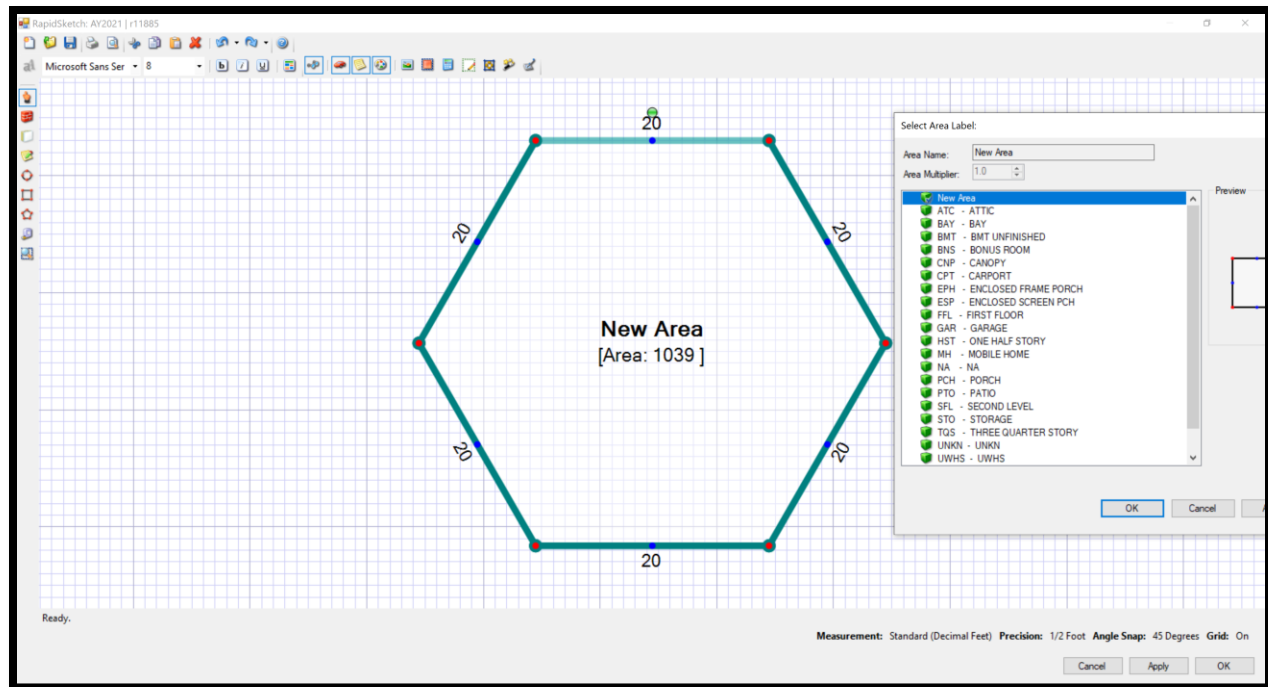 RapidSketch: AY2021 | r11885
Microsoft Sans Ser 8 b i u
20
20
20
New Area
[Area: 1039 ]
20
20
20
Select Area Label:
Area Name: New Area
Area Multiplier: 1.0
Preview
New Area
ATC - ATTIC
BAY - BAY
BMT - BMT UNFINISHED
BNS - BONUS ROOM
CNP - CANOPY
CPT - CARPORT
EPH - ENCLOSED FRAME PORCH
ESP - ENCLOSED SCREEN PCH
FFL - FIRST FLOOR
GAR - GARAGE
HST - ONE HALF STORY
MH - MOBILE HOME
NA - NA
PCH - PORCH
PTO - PATIO
SFL - SECOND LEVEL
STO - STORAGE
TQS - THREE QUARTER STORY
UNKN - UNKN
UWHS - UWHS
OK Cancel
Ready.
Measurement: Standard (Decimal Feet) Precision: 1/2 Foot Angle Snap: 45 Degrees Grid: On
Cancel Apply OK